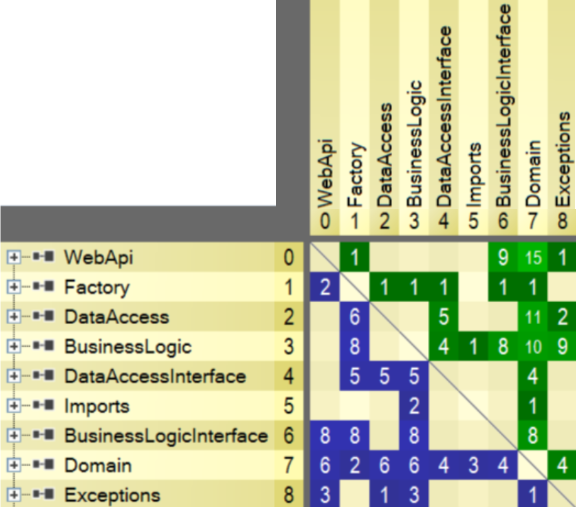 WebApi
Factory
DataAccess
BusinessLogic
DataAccessInterface
Imports
BusinessLogicInterface
Domain
Exceptions
0 1 2 3 4 5 6 7 8
WebApi 0 1 9 15 1
Factory 1 2 1 1 1 1 1
DataAccess 2 6 5 11 2
BusinessLogic 3 8 4 1 8 10 9
DataAccessInterface 4 5 5 5 4
Imports 5 2 1
BusinessLogicInterface 6 8 8 8 8
Domain 7 6 2 6 6 4 3 4 4
Exceptions 8 3 1 3 1